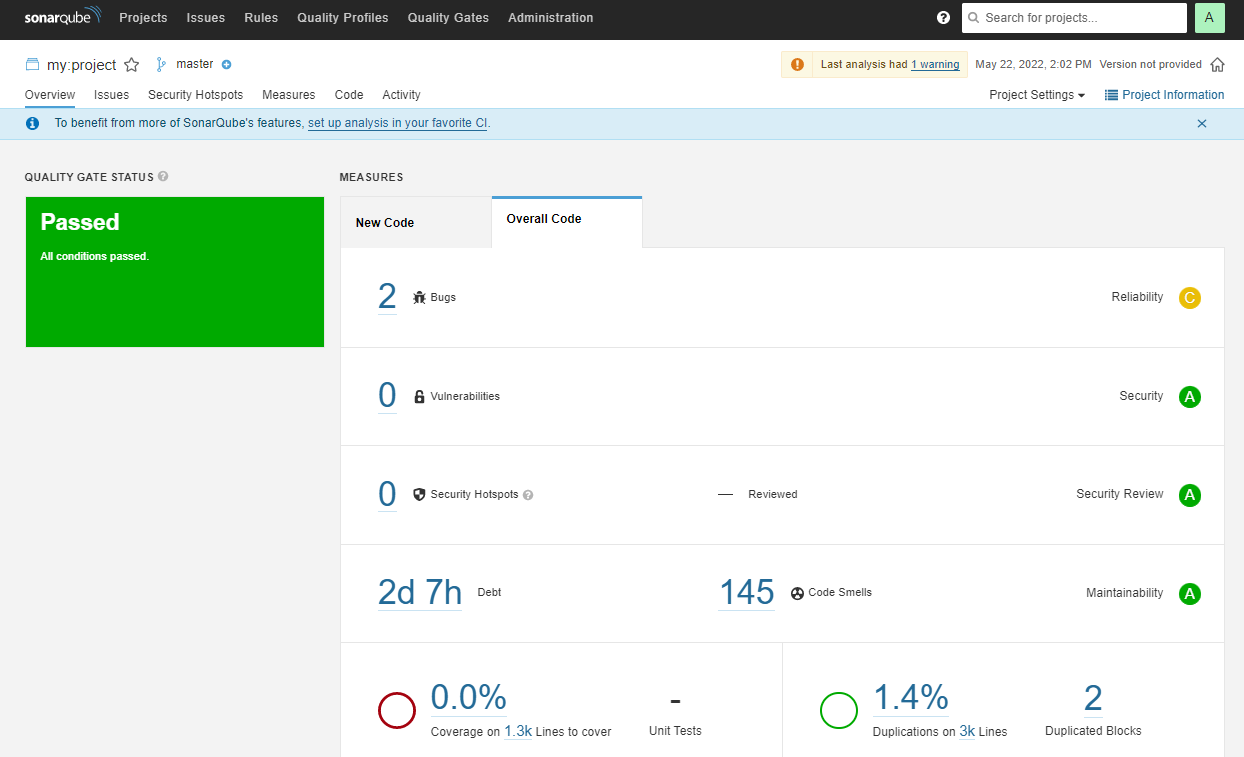 sonarqube Projects Issues Rules Quality Profiles Quality Gates Administration ? Search for projects... A
my:project master Last analysis had 1 warning May 22, 2022, 2:02 PM Version not provided
Overview Issues Security Hotspots Measures Code Activity Project Settings Project Information
To benefit from more of SonarQube's features, set up analysis in your favorite CI.
QUALITY GATE STATUS ?
Passed
All conditions passed.
MEASURES
New Code Overall Code
2 Bugs Reliability C
0 Vulnerabilities Security A
0 Security Hotspots ? — Reviewed Security Review A
2d 7h Debt 145 Code Smells Maintainability A
0.0% - 1.4% 2
Coverage on 1.3k Lines to cover Unit Tests Duplications on 3k Lines Duplicated Blocks